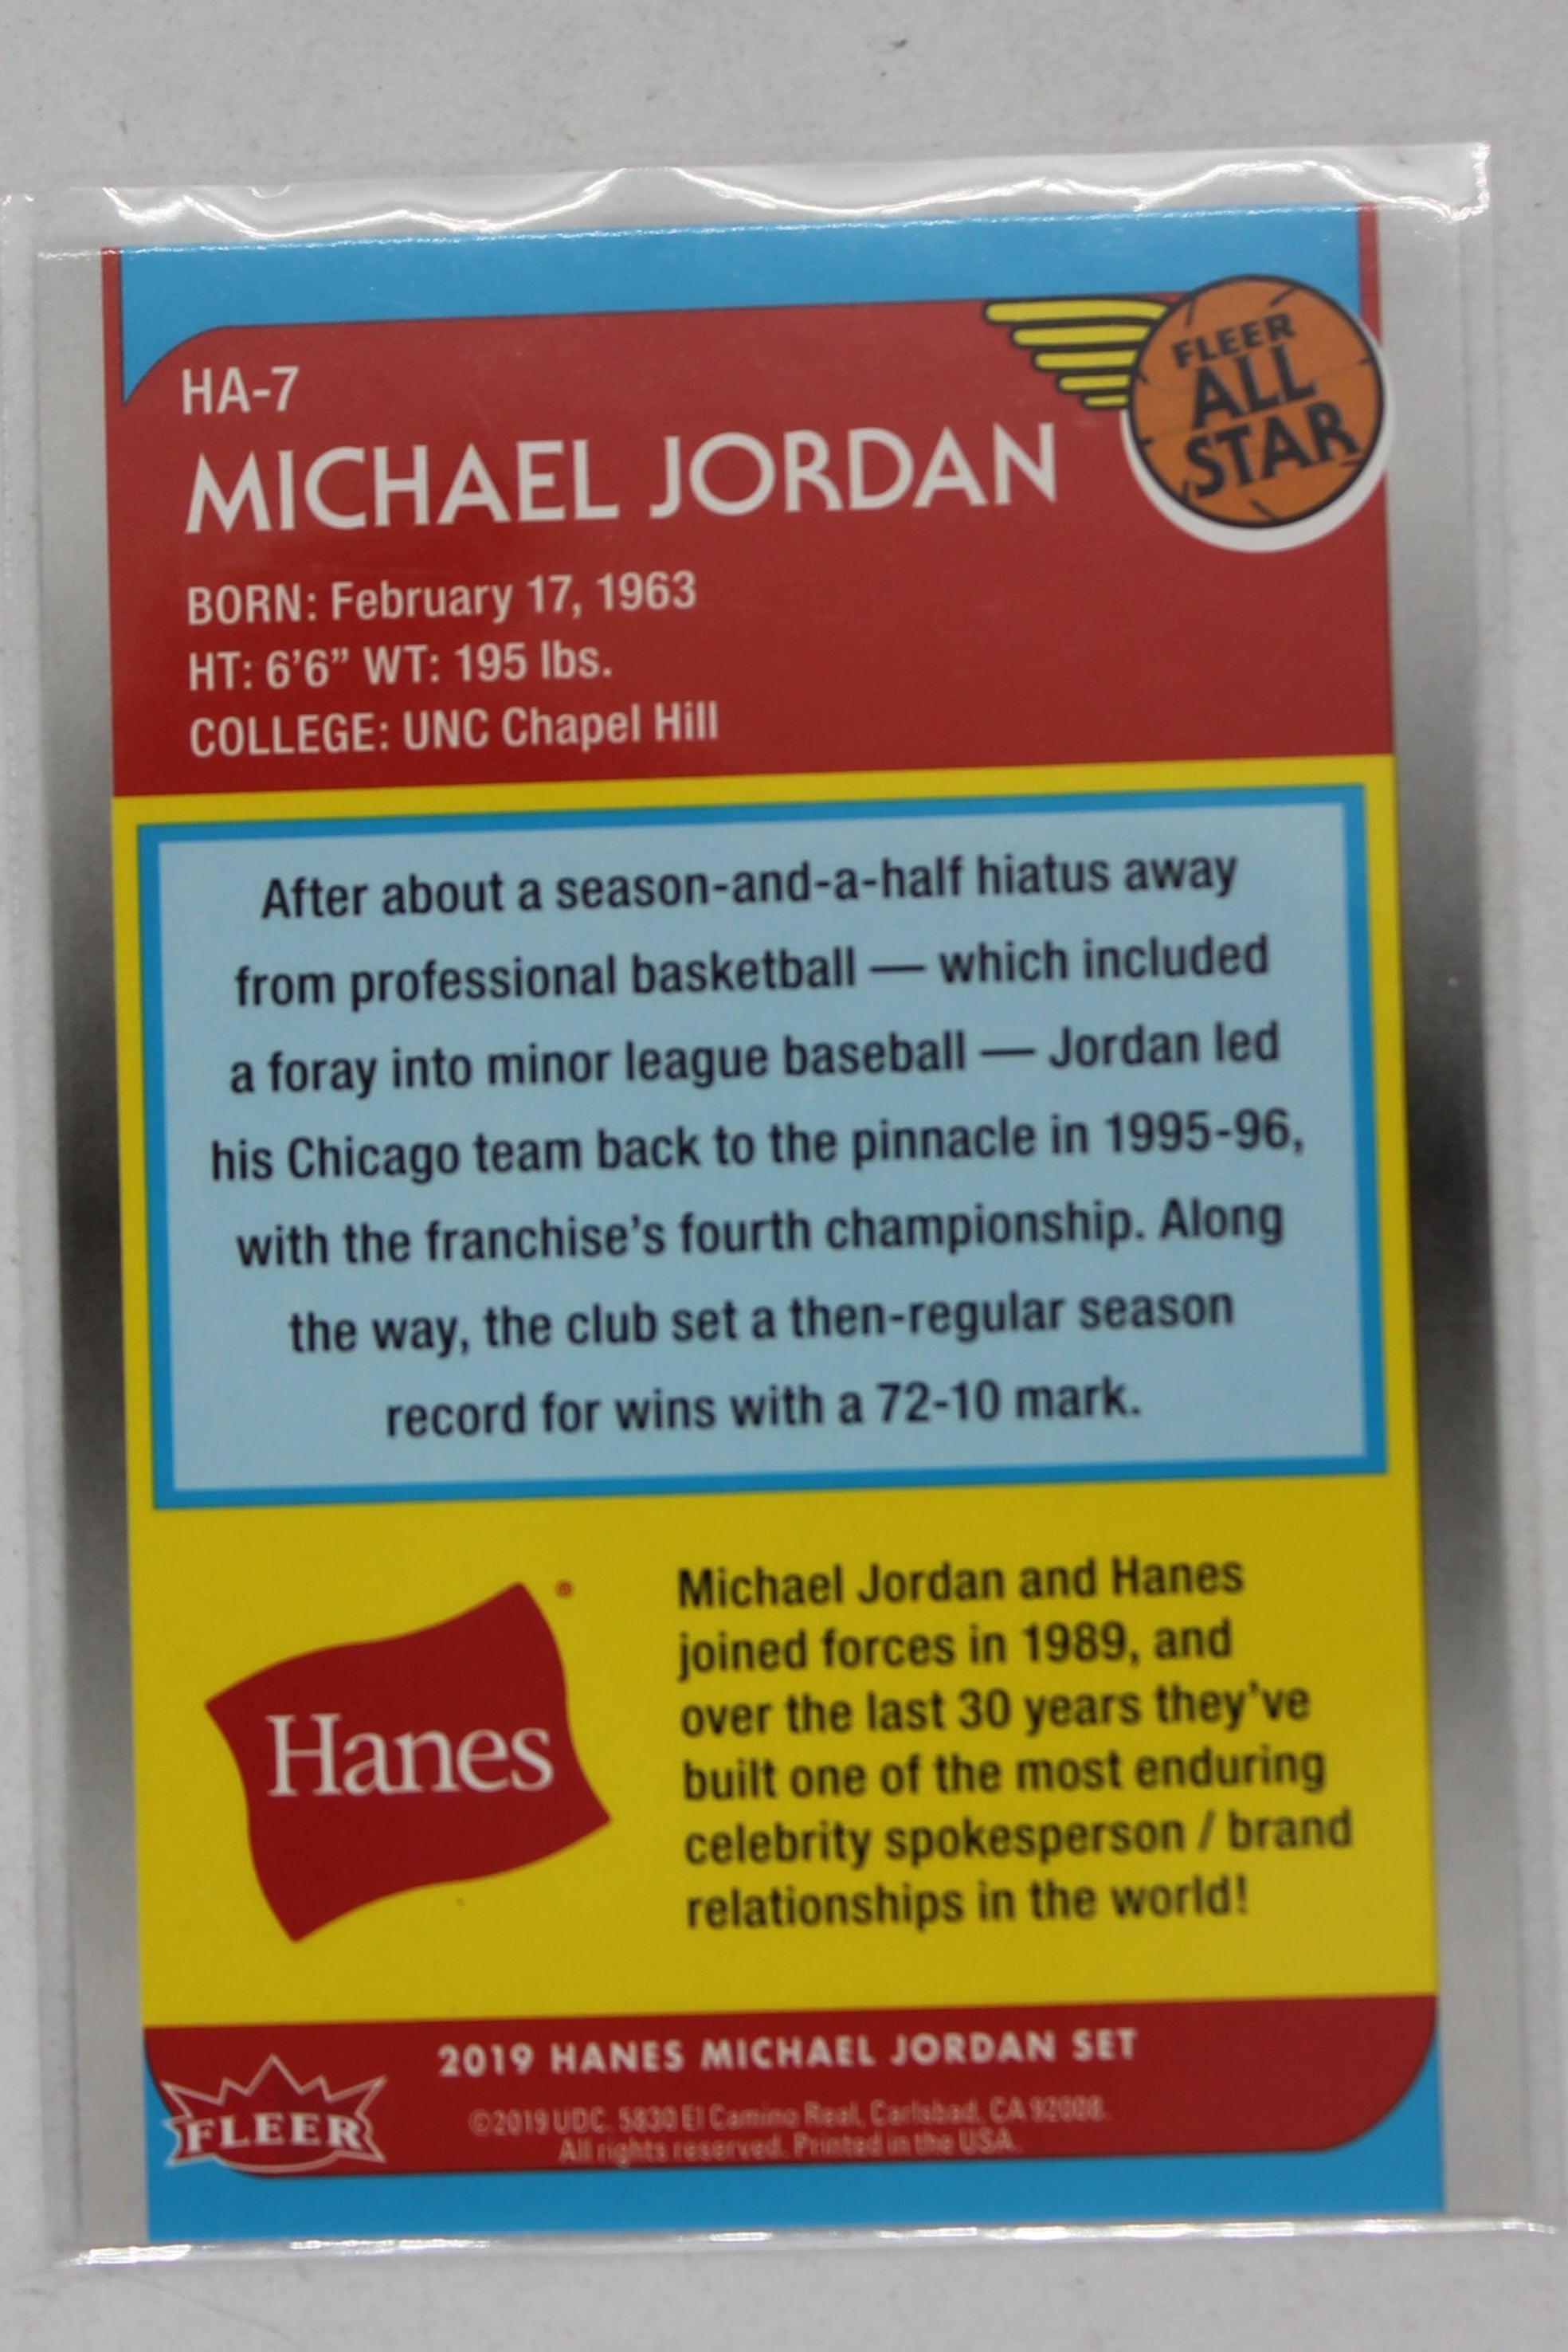 HA-7
FLEER
ALL
STAR
MICHAEL JORDAN
BORN: February 17, 1963
HT: 6’6” WT: 195 lbs.
COLLEGE: UNC Chapel Hill
After about a season-and-a-half hiatus away
from professional basketball — which included
a foray into minor league baseball — Jordan led
his Chicago team back to the pinnacle in 1995-96,
with the franchise’s fourth championship. Along
the way, the club set a then-regular season
record for wins with a 72-10 mark.
Hanes®
Michael Jordan and Hanes
joined forces in 1989, and
over the last 30 years they’ve
built one of the most enduring
celebrity spokesperson / brand
relationships in the world!
2019 HANES MICHAEL JORDAN SET
FLEER
©2019 UDC. 5830 El Camino Real, Carlsbad, CA 92008.
All rights reserved. Printed in the USA.